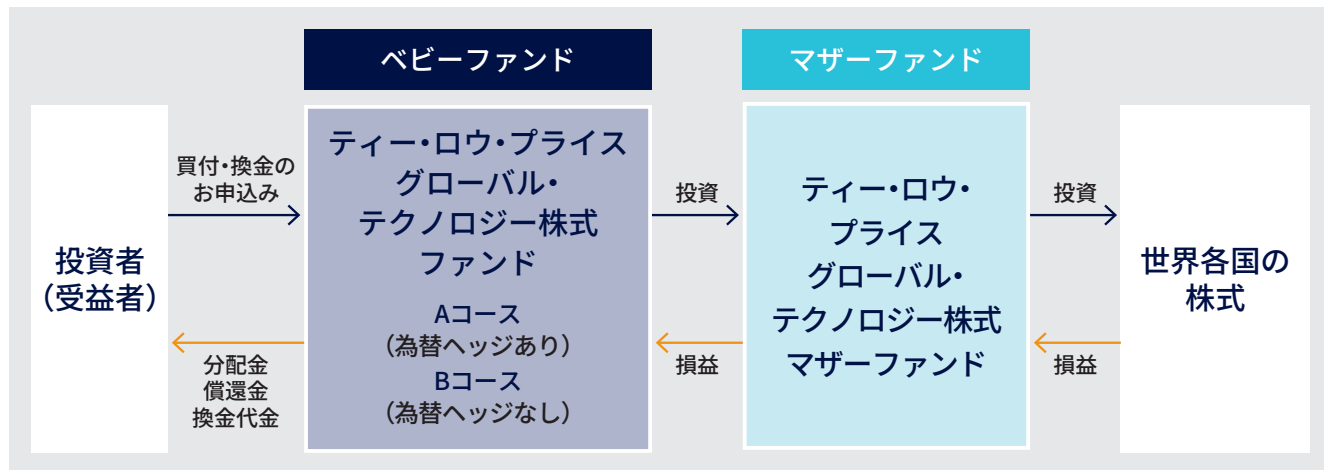 ベビーファンド
マザーファンド
投資者
（受益者）
買付・換金の
お申込み
分配金
償還金
換金代金
ティー・ロウ・プライス
グローバル・
テクノロジー株式
ファンド
Aコース
（為替ヘッジあり）
Bコース
（為替ヘッジなし）
投資
損益
ティー・ロウ・
プライス
グローバル・
テクノロジー株式
マザーファンド
投資
損益
世界各国の
株式